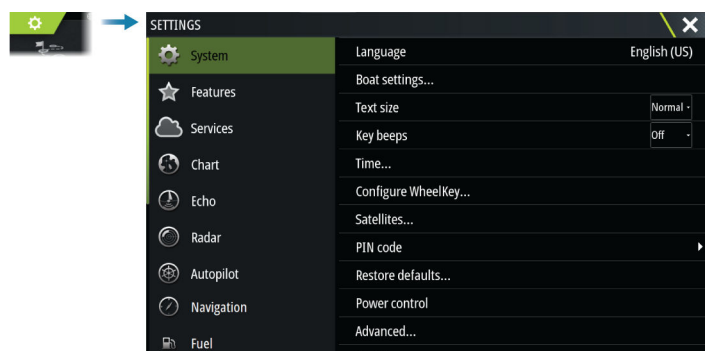 SETTINGS
System
Features
Services
Chart
Echo
Radar
Autopilot
Navigation
Fuel
Language English (US)
Boat settings...
Text size Normal
Key beeps Off
Time...
Configure WheelKey...
Satellites...
PIN code
Restore defaults...
Power control
Advanced...